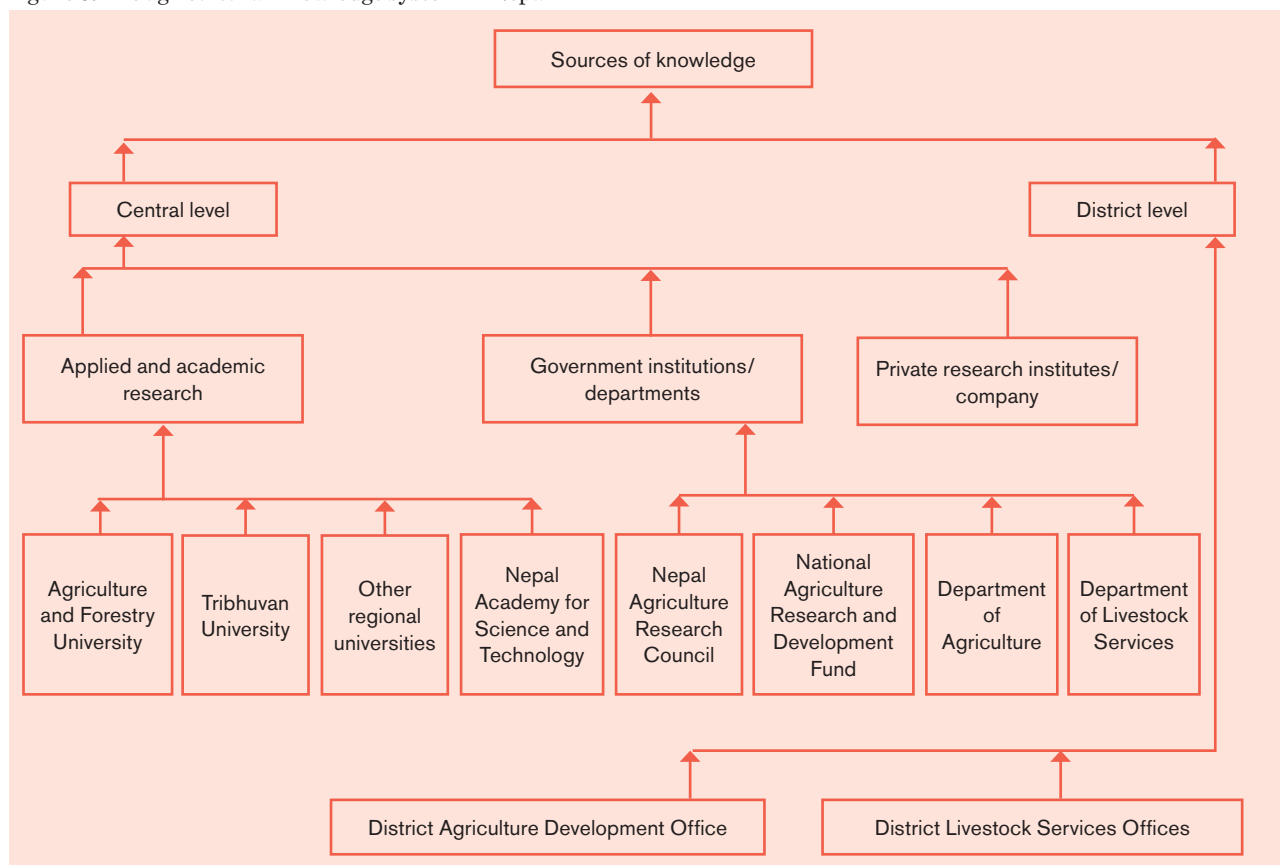 Sources of knowledge
Central level
District level
Applied and academic
research
Government institutions/
departments
Private research institutes/
company
Agriculture
and Forestry
University
Tribhuvan
University
Other
regional
universities
Nepal
Academy for
Science and
Technology
Nepal
Agriculture
Research
Council
National
Agriculture
Research and
Development
Fund
Department
of
Agriculture
Department
of Livestock
Services
District Agriculture Development Office
District Livestock Services Offices